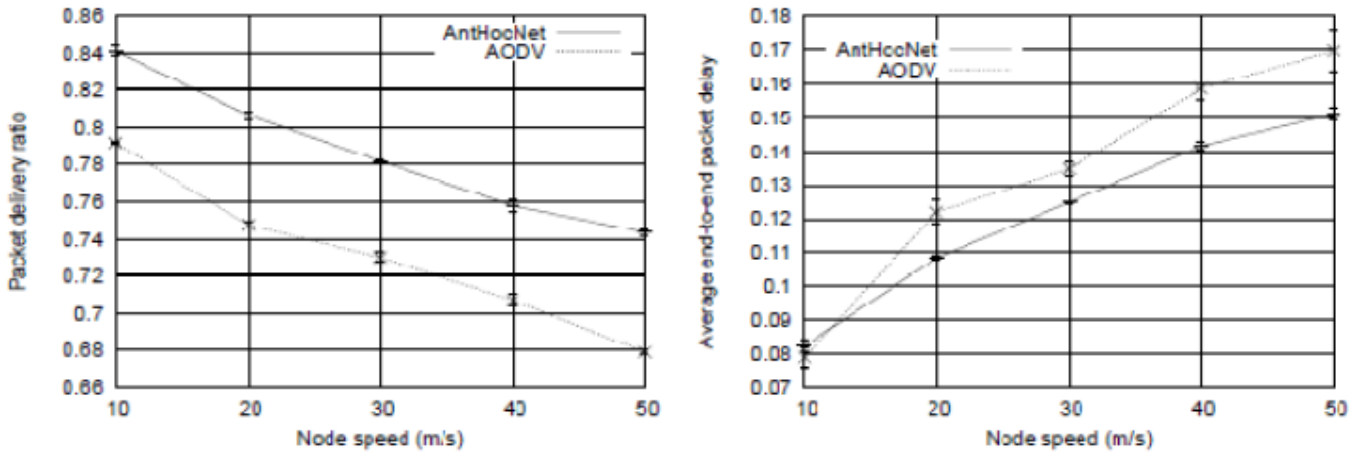 0.86
0.84
0.82
0.8
0.78
0.76
0.74
0.72
0.7
0.68
0.66
Packet delivery ratio
AntHocNet
AODV
10 20 30 40 50
Node speed (m/s)
0.18
0.17
0.16
0.15
0.14
0.13
0.12
0.11
0.1
0.09
0.08
0.07
Average end-to-end packet delay
AntHocNet
AODV
10 20 30 40 50
Node speed (m/s)